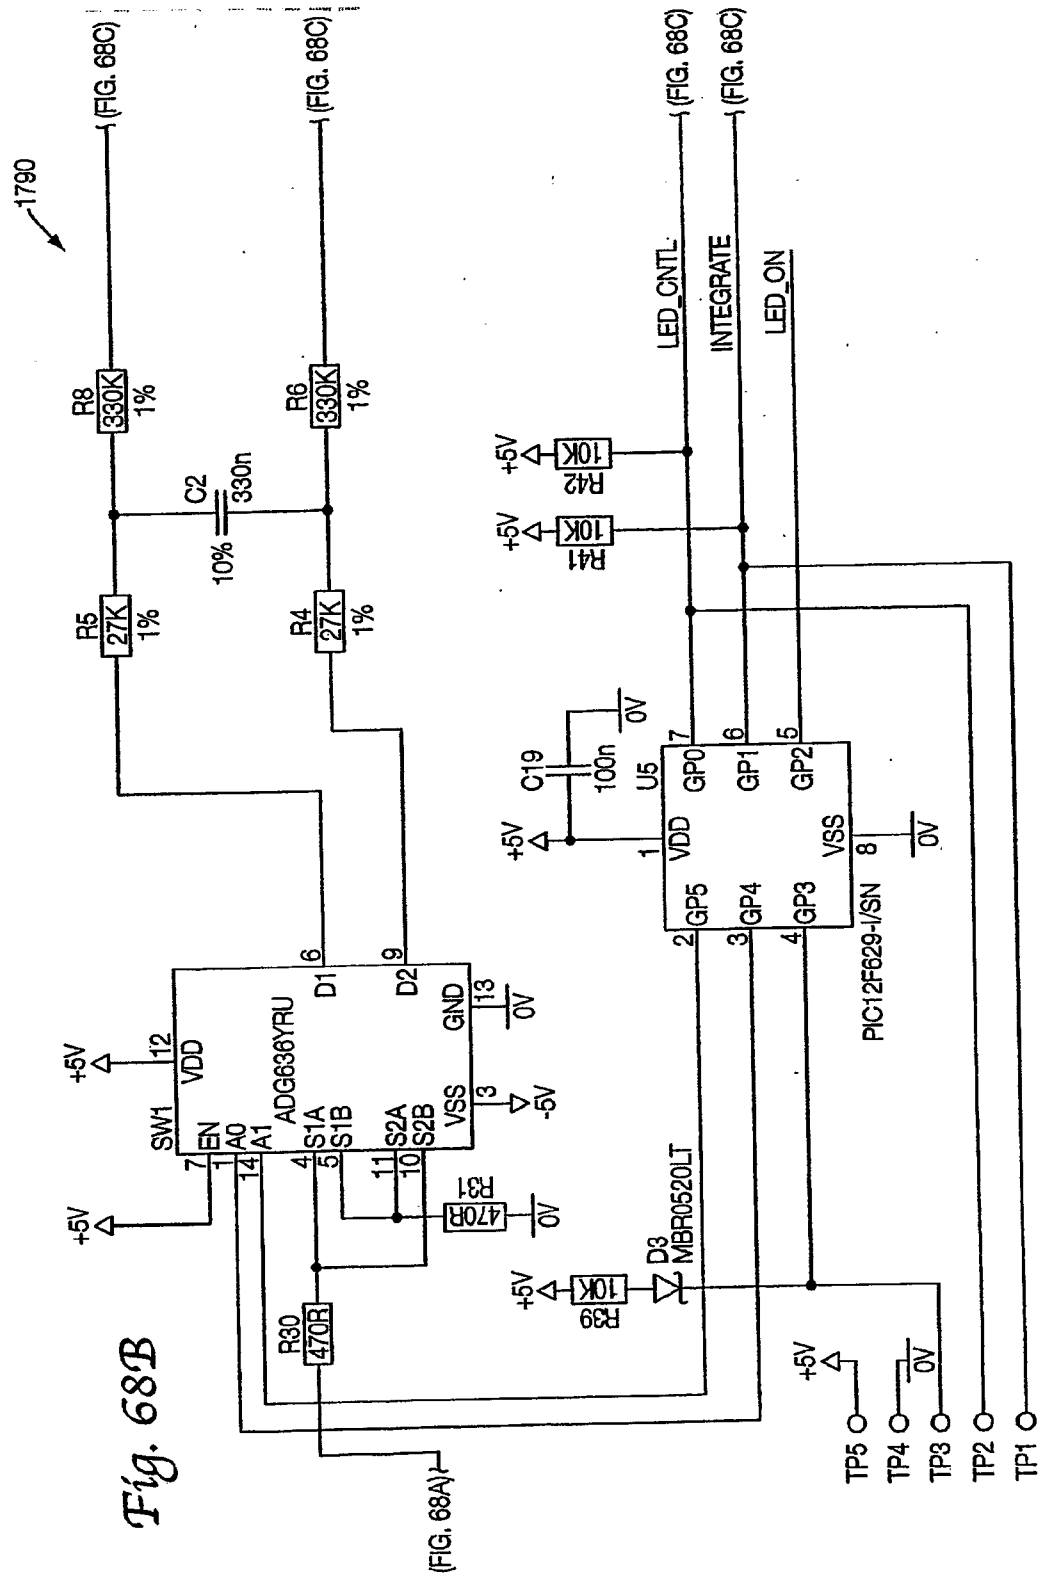 Fig. 68B
1790
(FIG. 68A)
(FIG. 68C)
(FIG. 68C)
(FIG. 68C)
(FIG. 68C)
R8
330K
1%
R6
330K
1%
C2
330n
10%
R5
27K
1%
R4
27K
1%
+5V
+5V
SW1
12
VDD
7
EN
1
A0
14
A1
ADG636YRU
4
S1A
5
S1B
11
S2A
10
S2B
6
D1
9
D2
GND
13
0V
VSS
3
-5V
R30
470R
R31
470R
0V
+5V
R42
10K
+5V
R41
10K
LED_CNTL
INTEGRATE
LED_ON
+5V
C19
100n
0V
U5
1
VDD
7
GP0
6
GP1
5
GP2
2
GP5
3
GP4
4
GP3
VSS
8
0V
PIC12F629-I/SN
+5V
R39
10K
D3
MBR0520LT
+5V
0V
TP5
TP4
TP3
TP2
TP1